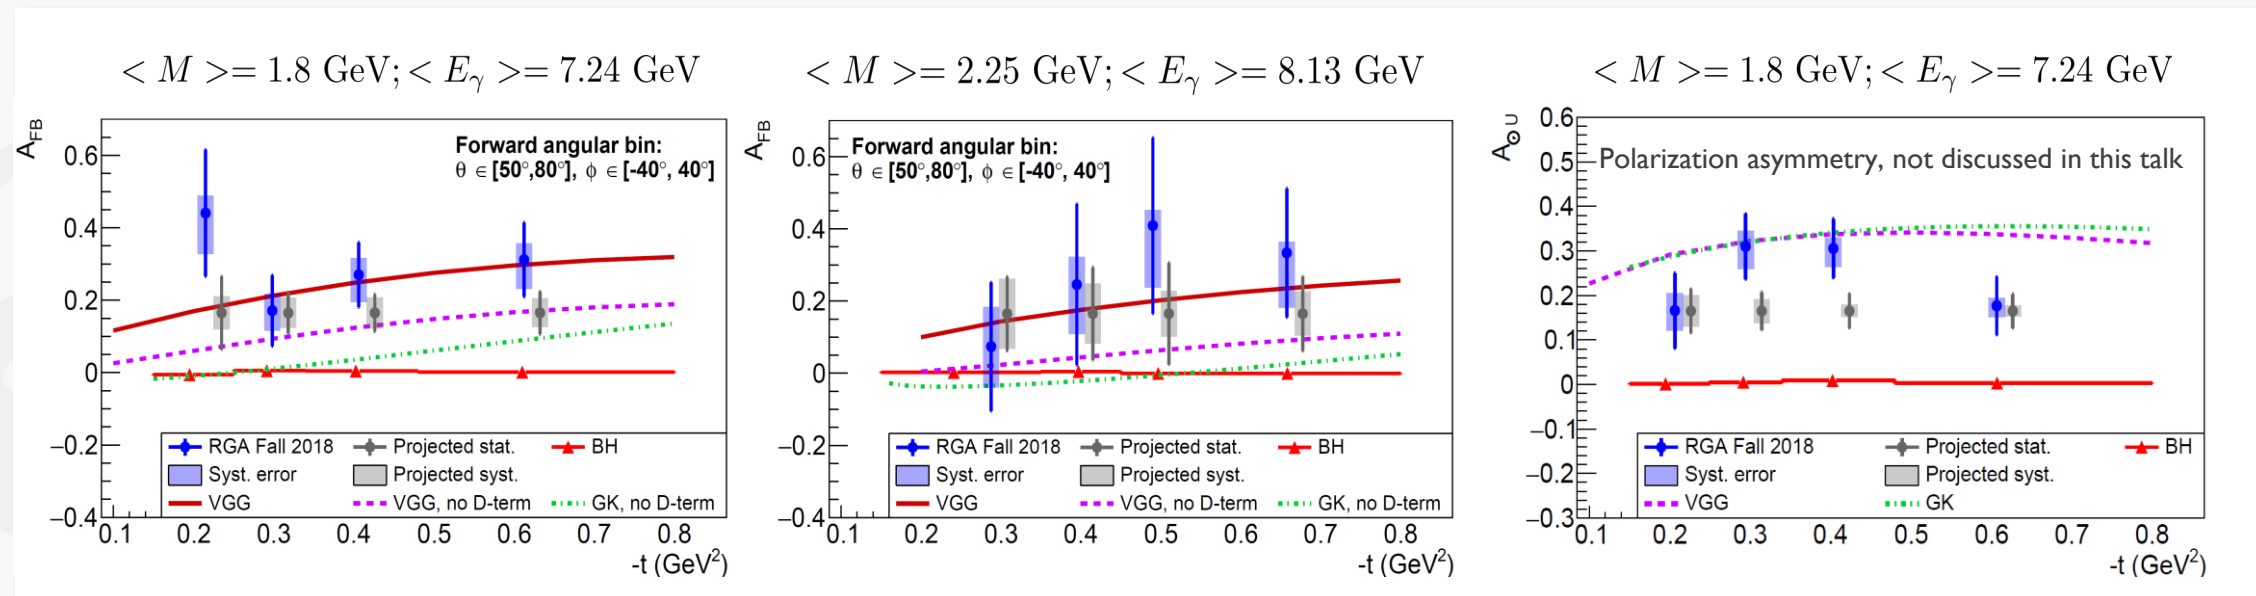 < M >= 1.8 GeV; < Eγ >= 7.24 GeV
AFB
Forward angular bin:
θ ∈ [50°,80°], ϕ ∈ [-40°, 40°]
0.6
0.4
0.2
0
−0.2
−0.4
RGA Fall 2018 Projected stat. BH
Syst. error Projected syst.
VGG VGG, no D-term GK, no D-term
0.1 0.2 0.3 0.4 0.5 0.6 0.7 0.8
-t (GeV²)
< M >= 2.25 GeV; < Eγ >= 8.13 GeV
AFB
Forward angular bin:
θ ∈ [50°,80°], ϕ ∈ [-40°, 40°]
0.6
0.4
0.2
0
−0.2
−0.4
RGA Fall 2018 Projected stat. BH
Syst. error Projected syst.
VGG VGG, no D-term GK, no D-term
0.1 0.2 0.3 0.4 0.5 0.6 0.7 0.8
-t (GeV²)
< M >= 1.8 GeV; < Eγ >= 7.24 GeV
A⊙U
Polarization asymmetry, not discussed in this talk
0.6
0.5
0.4
0.3
0.2
0.1
0
−0.1
−0.2
−0.3
RGA Fall 2018 Projected stat. BH
Syst. error Projected syst.
VGG GK
0.1 0.2 0.3 0.4 0.5 0.6 0.7 0.8
-t (GeV²)